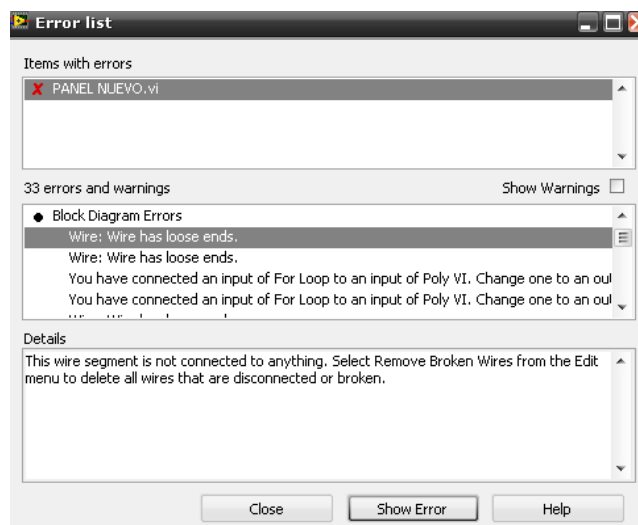 Error list
Items with errors
PANEL NUEVO.vi
33 errors and warnings
Show Warnings
Block Diagram Errors
Wire: Wire has loose ends.
Wire: Wire has loose ends.
You have connected an input of For Loop to an input of Poly VI. Change one to an
You have connected an input of For Loop to an input of Poly VI. Change one to an
Details
This wire segment is not connected to anything. Select Remove Broken Wires from the Edit
menu to delete all wires that are disconnected or broken.
Close
Show Error
Help